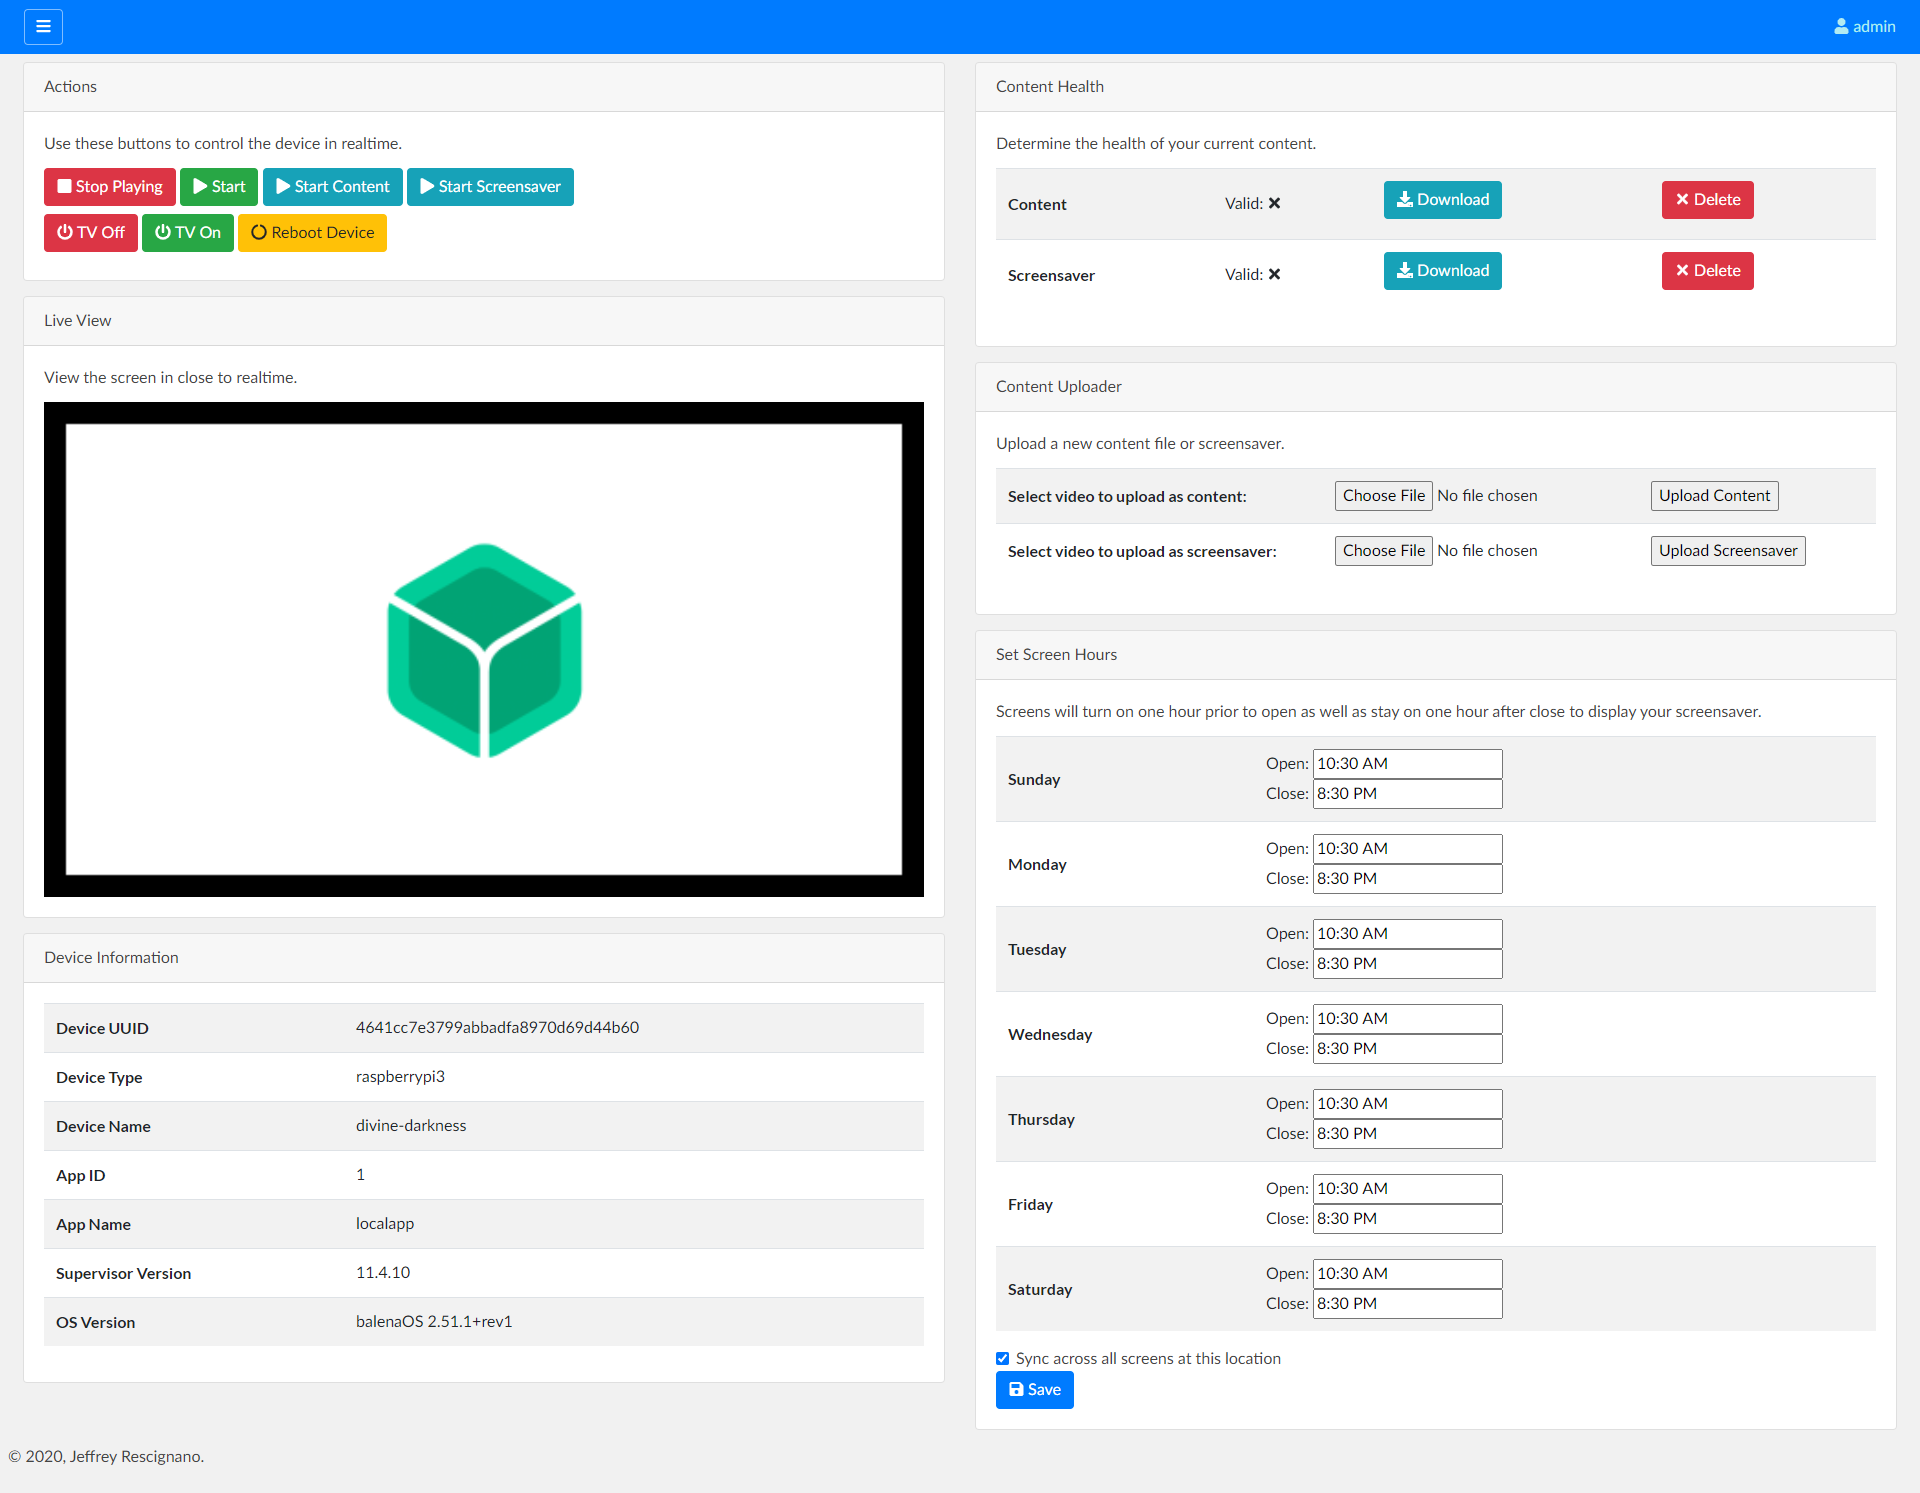 admin
Actions
Use these buttons to control the device in realtime.
Stop Playing Start Start Content Start Screensaver
TV Off TV On Reboot Device
Live View
View the screen in close to realtime.
Device Information
Device UUID 4641cc7e3799abbadfa8970d69d44b60
Device Type raspberrypi3
Device Name divine-darkness
App ID 1
App Name localapp
Supervisor Version 11.4.10
OS Version balenaOS 2.51.1+rev1
Content Health
Determine the health of your current content.
Content Valid: Download Delete
Screensaver Valid: Download Delete
Content Uploader
Upload a new content file or screensaver.
Select video to upload as content: Choose File No file chosen Upload Content
Select video to upload as screensaver: Choose File No file chosen Upload Screensaver
Set Screen Hours
Screens will turn on one hour prior to open as well as stay on one hour after close to display your screensaver.
Sunday
Open: 10:30 AM
Close: 8:30 PM
Monday
Open: 10:30 AM
Close: 8:30 PM
Tuesday
Open: 10:30 AM
Close: 8:30 PM
Wednesday
Open: 10:30 AM
Close: 8:30 PM
Thursday
Open: 10:30 AM
Close: 8:30 PM
Friday
Open: 10:30 AM
Close: 8:30 PM
Saturday
Open: 10:30 AM
Close: 8:30 PM
Sync across all screens at this location
Save
© 2020, Jeffrey Rescignano.